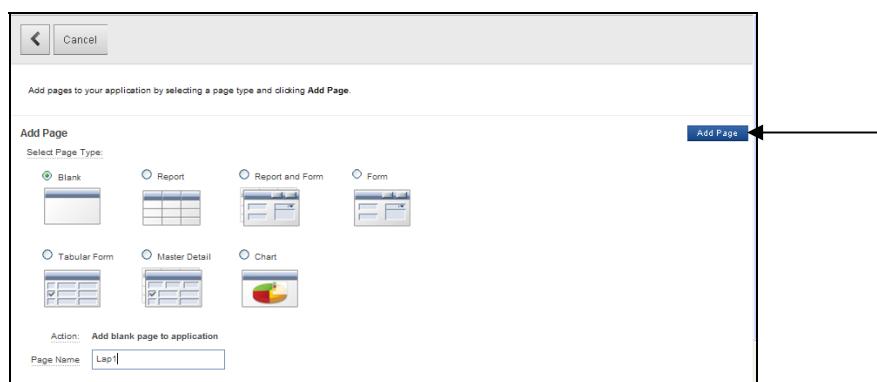 Cancel
Add pages to your application by selecting a page type and clicking Add Page.
Add Page
Add Page
Select Page Type:
Blank
Report
Report and Form
Form
Tabular Form
Master Detail
Chart
Action: Add blank page to application
Page Name Lap1